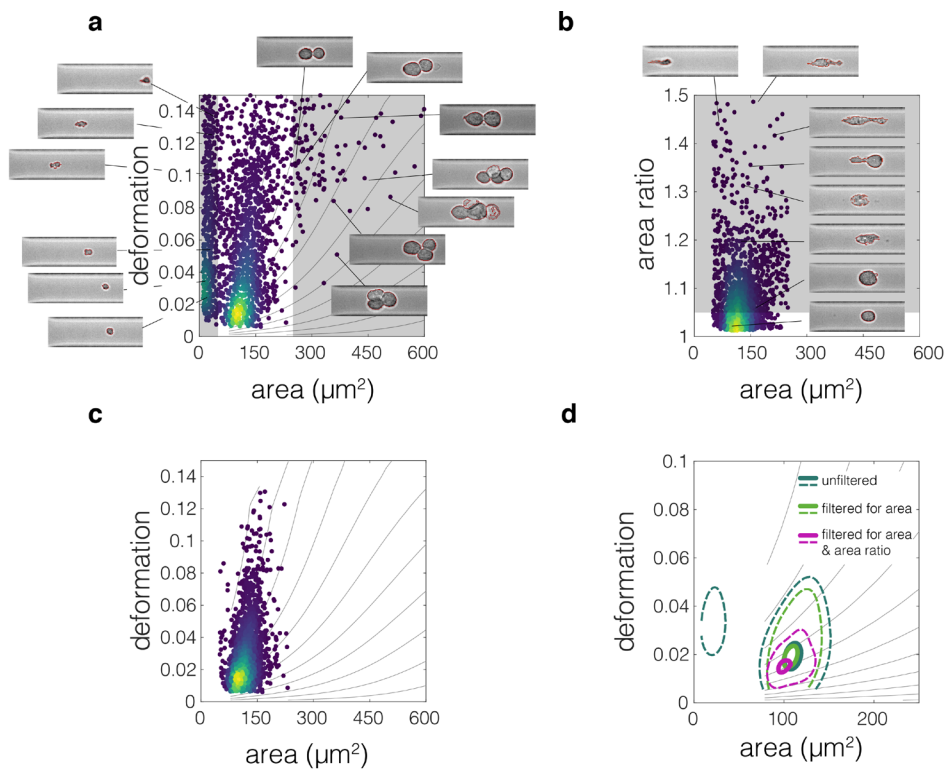 a
deformation
0.14
0.12
0.1
0.08
0.06
0.04
0.02
0
0
150
300
450
600
area (µm²)
b
area ratio
1.5
1.4
1.3
1.2
1.1
1
0
150
300
450
600
area (µm²)
c
deformation
0.14
0.12
0.1
0.08
0.06
0.04
0.02
0
0
150
300
450
600
area (µm²)
d
deformation
0.1
0.08
0.06
0.04
0.02
0
0
100
200
area (µm²)
unfiltered
filtered for area
filtered for area
& area ratio